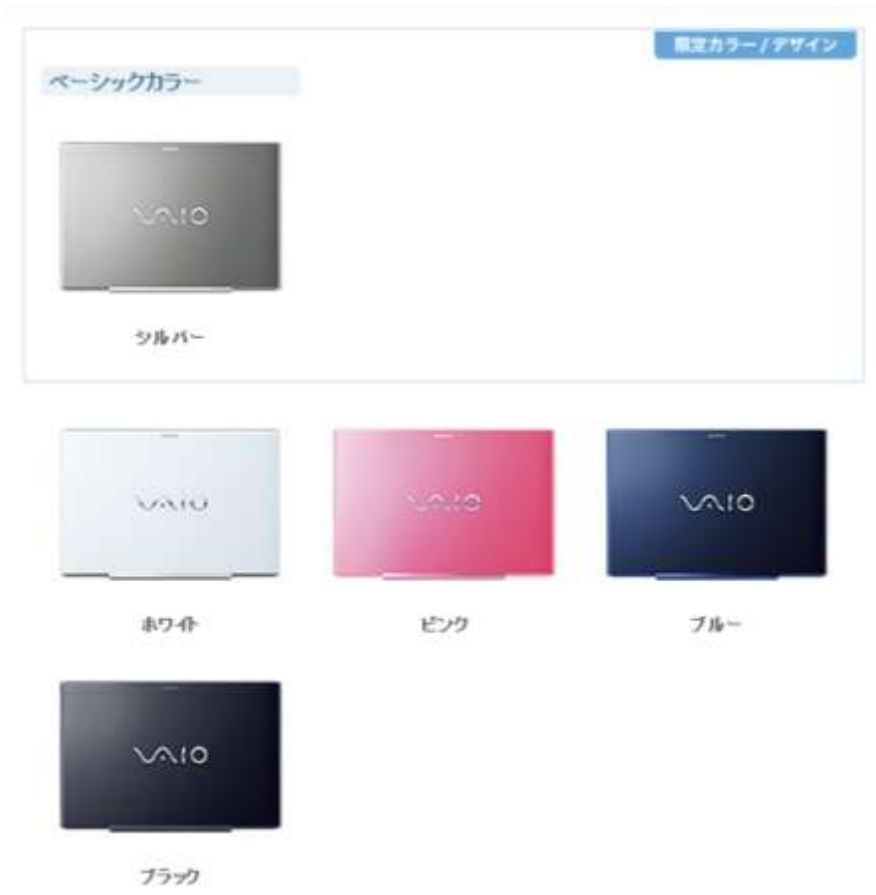 限定カラー / デザイン
ベーシックカラー
VAIO
シルバー
VAIO
VAIO
VAIO
ホワイト
ピンク
ブルー
VAIO
ブラック